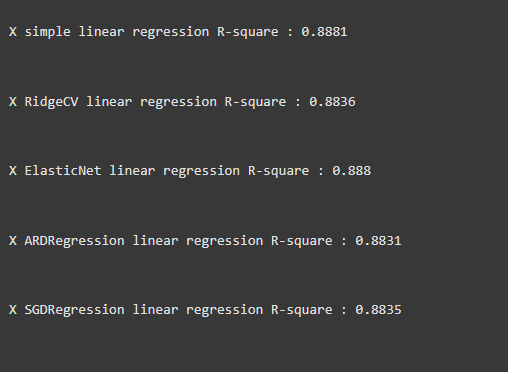 X simple linear regression R-square : 0.8881
X RidgeCV linear regression R-square : 0.8836
X ElasticNet linear regression R-square : 0.888
X ARDRegression linear regression R-square : 0.8831
X SGDRegression linear regression R-square : 0.8835